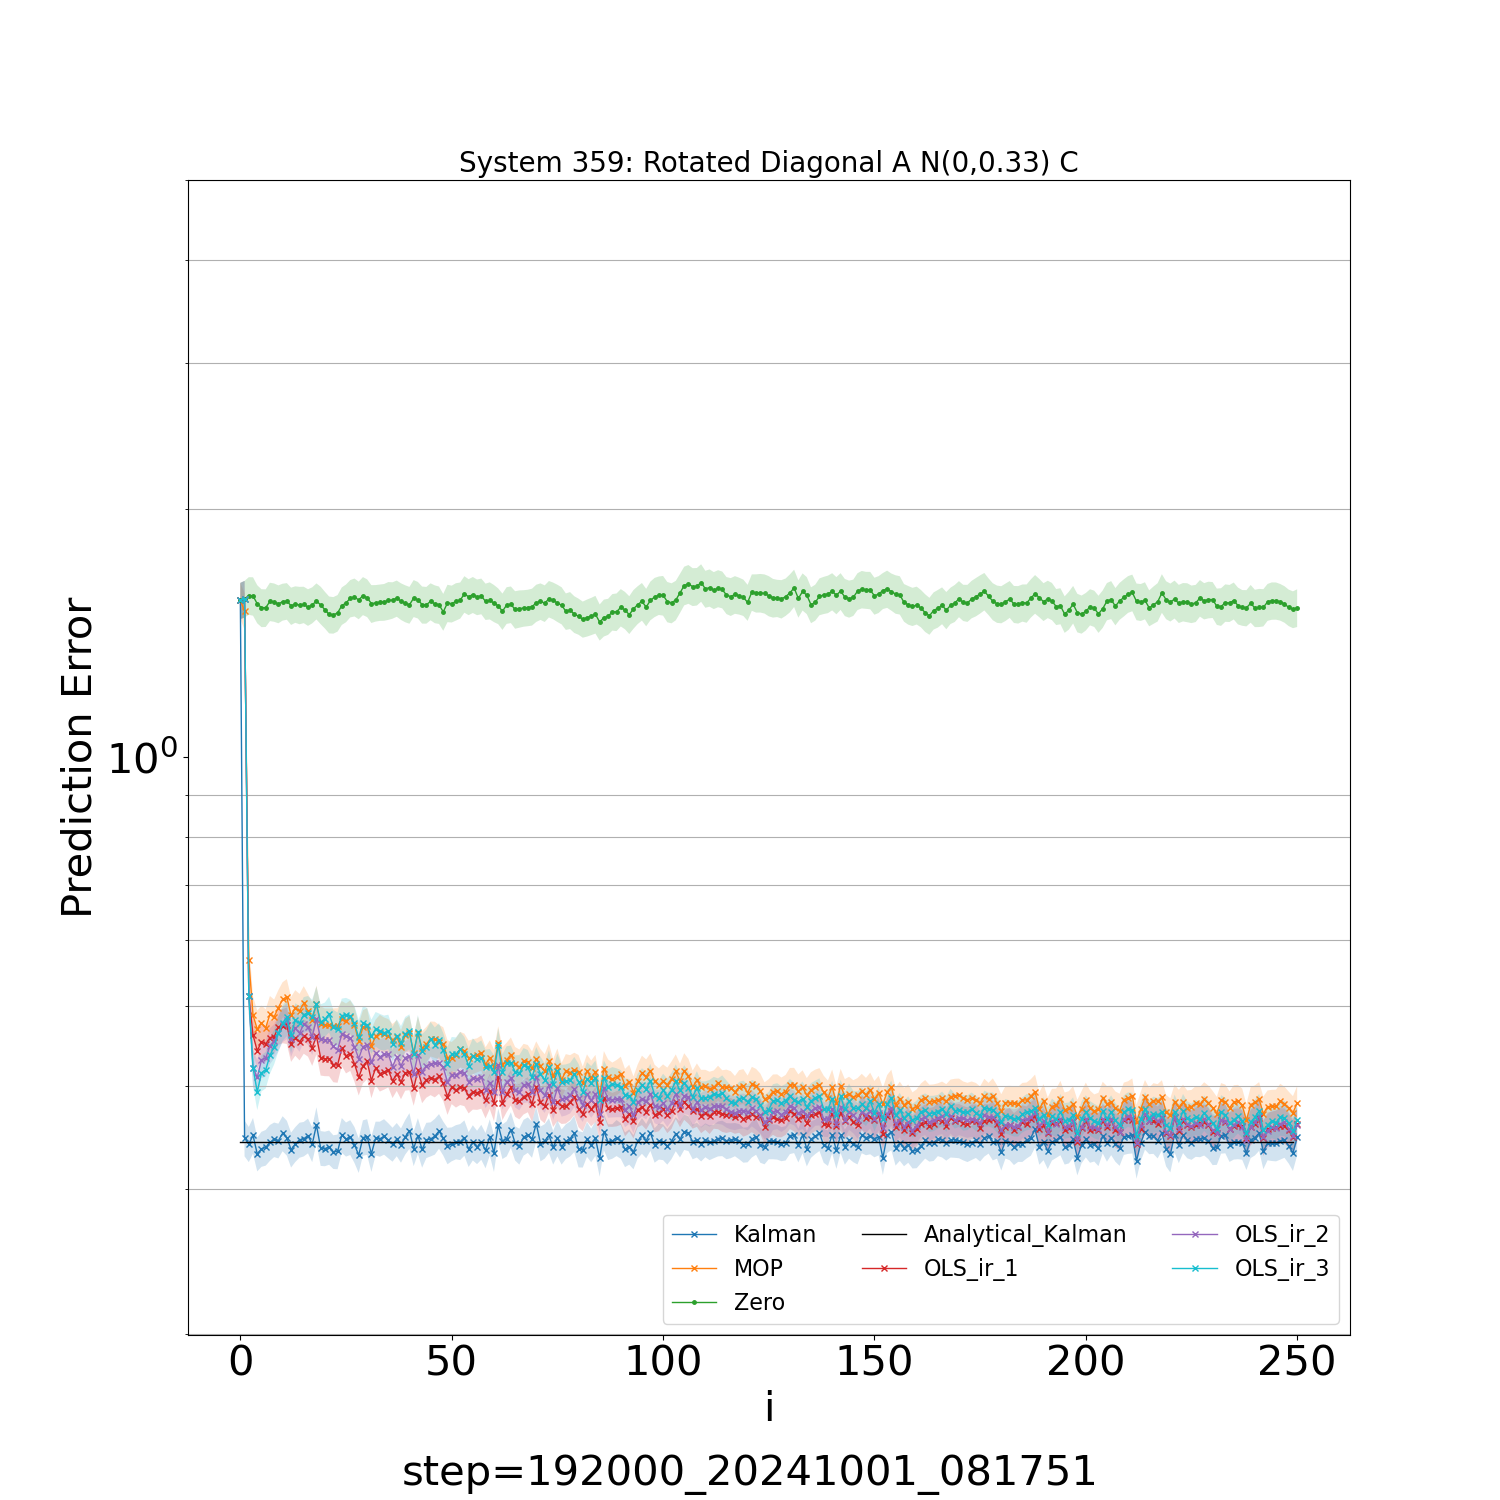 System 359: Rotated Diagonal A N(0,0.33) C
Prediction Error
10⁰
0 50 100 150 200 250
i
Kalman Analytical_Kalman OLS_ir_2
MOP OLS_ir_1 OLS_ir_3
Zero
step=192000_20241001_081751